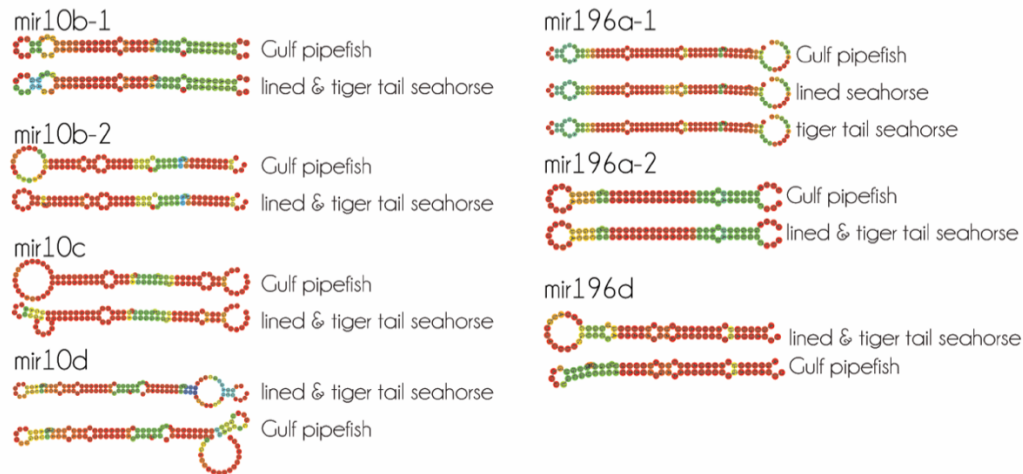 mir10b-1
Gulf pipefish
lined & tiger tail seahorse
mir10b-2
Gulf pipefish
lined & tiger tail seahorse
mir10c
Gulf pipefish
lined & tiger tail seahorse
mir10d
lined & tiger tail seahorse
Gulf pipefish
mir196a-1
Gulf pipefish
lined seahorse
tiger tail seahorse
mir196a-2
Gulf pipefish
lined & tiger tail seahorse
mir196d
lined & tiger tail seahorse
Gulf pipefish